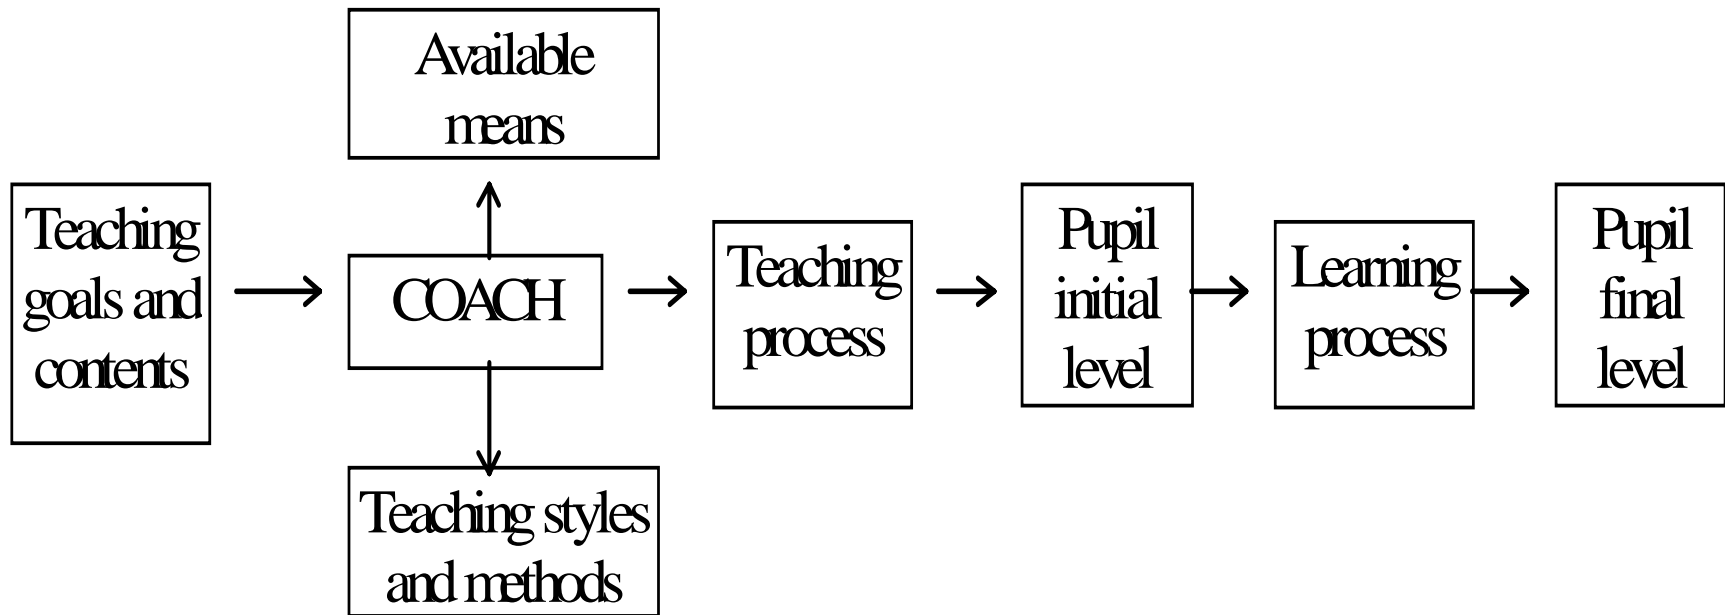 Available
means
Teaching
goals and
contents
COACH
Teaching
process
Pupil
initial
level
Learning
process
Pupil
final
level
Teaching styles
and methods